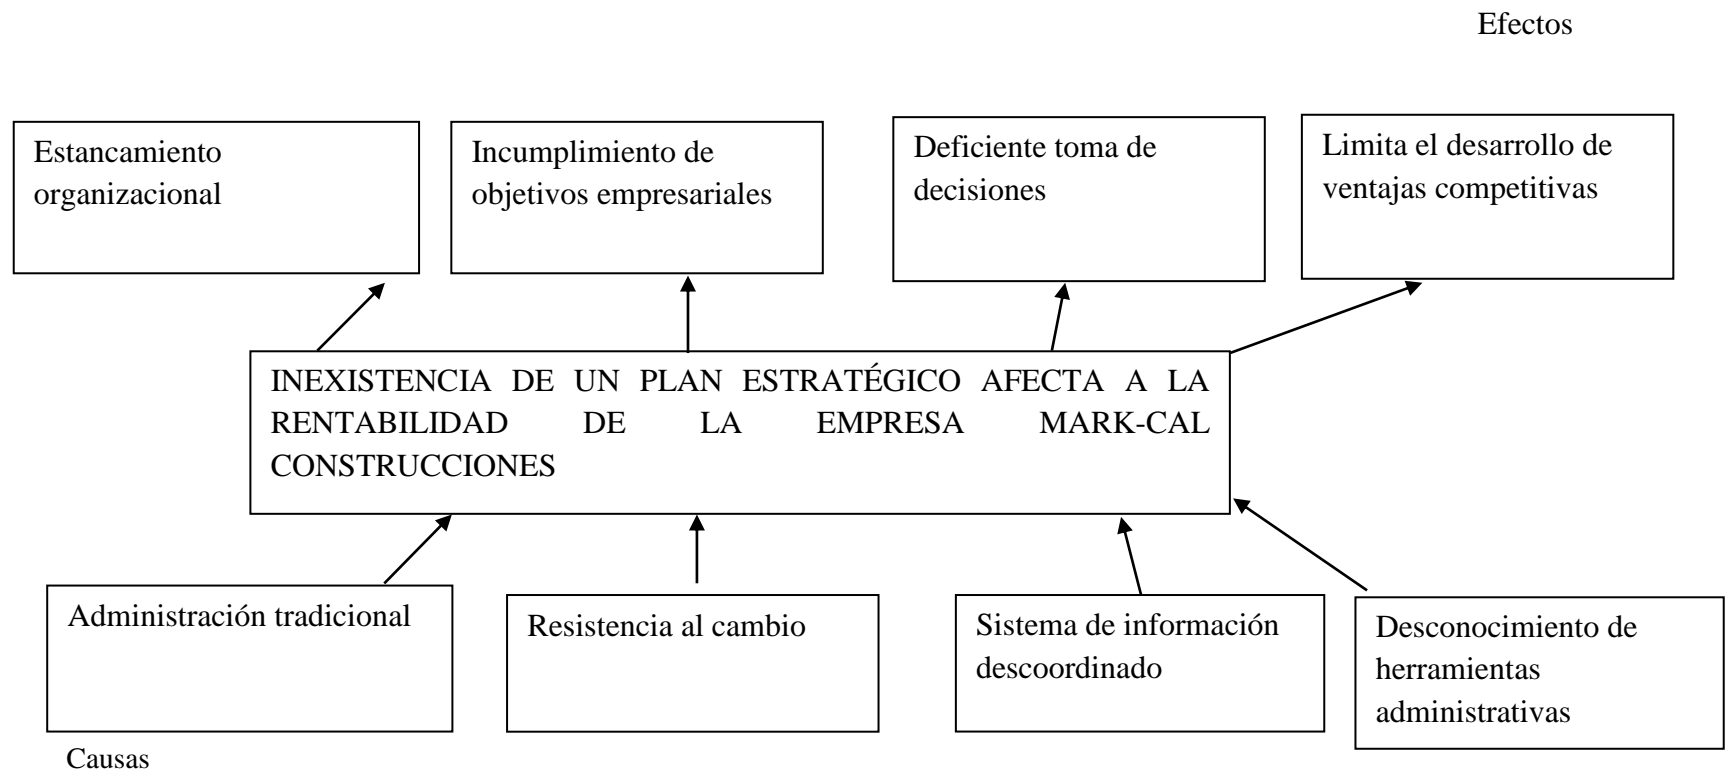 Efectos
Estancamiento
organizacional
Incumplimiento de
objetivos empresariales
Deficiente toma de
decisiones
Limita el desarrollo de
ventajas competitivas
INEXISTENCIA DE UN PLAN ESTRATÉGICO AFECTA A LA
RENTABILIDAD DE LA EMPRESA MARK-CAL
CONSTRUCCIONES
Administración tradicional
Resistencia al cambio
Sistema de información
descoordinado
Desconocimiento de
herramientas
administrativas
Causas